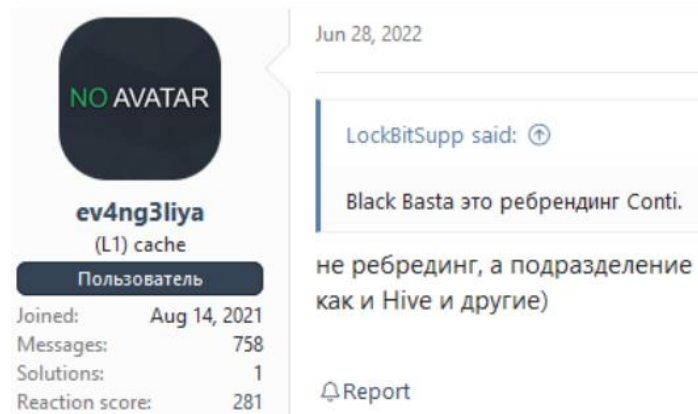 NO AVATAR
ev4ng3liya
(L1) cache
Пользователь
Joined: Aug 14, 2021
Messages: 758
Solutions: 1
Reaction score: 281
Jun 28, 2022
LockBitSupp said:
Black Basta это ребрендинг Conti.
не ребрединг, а подразделение
как и Hive и другие)
Report